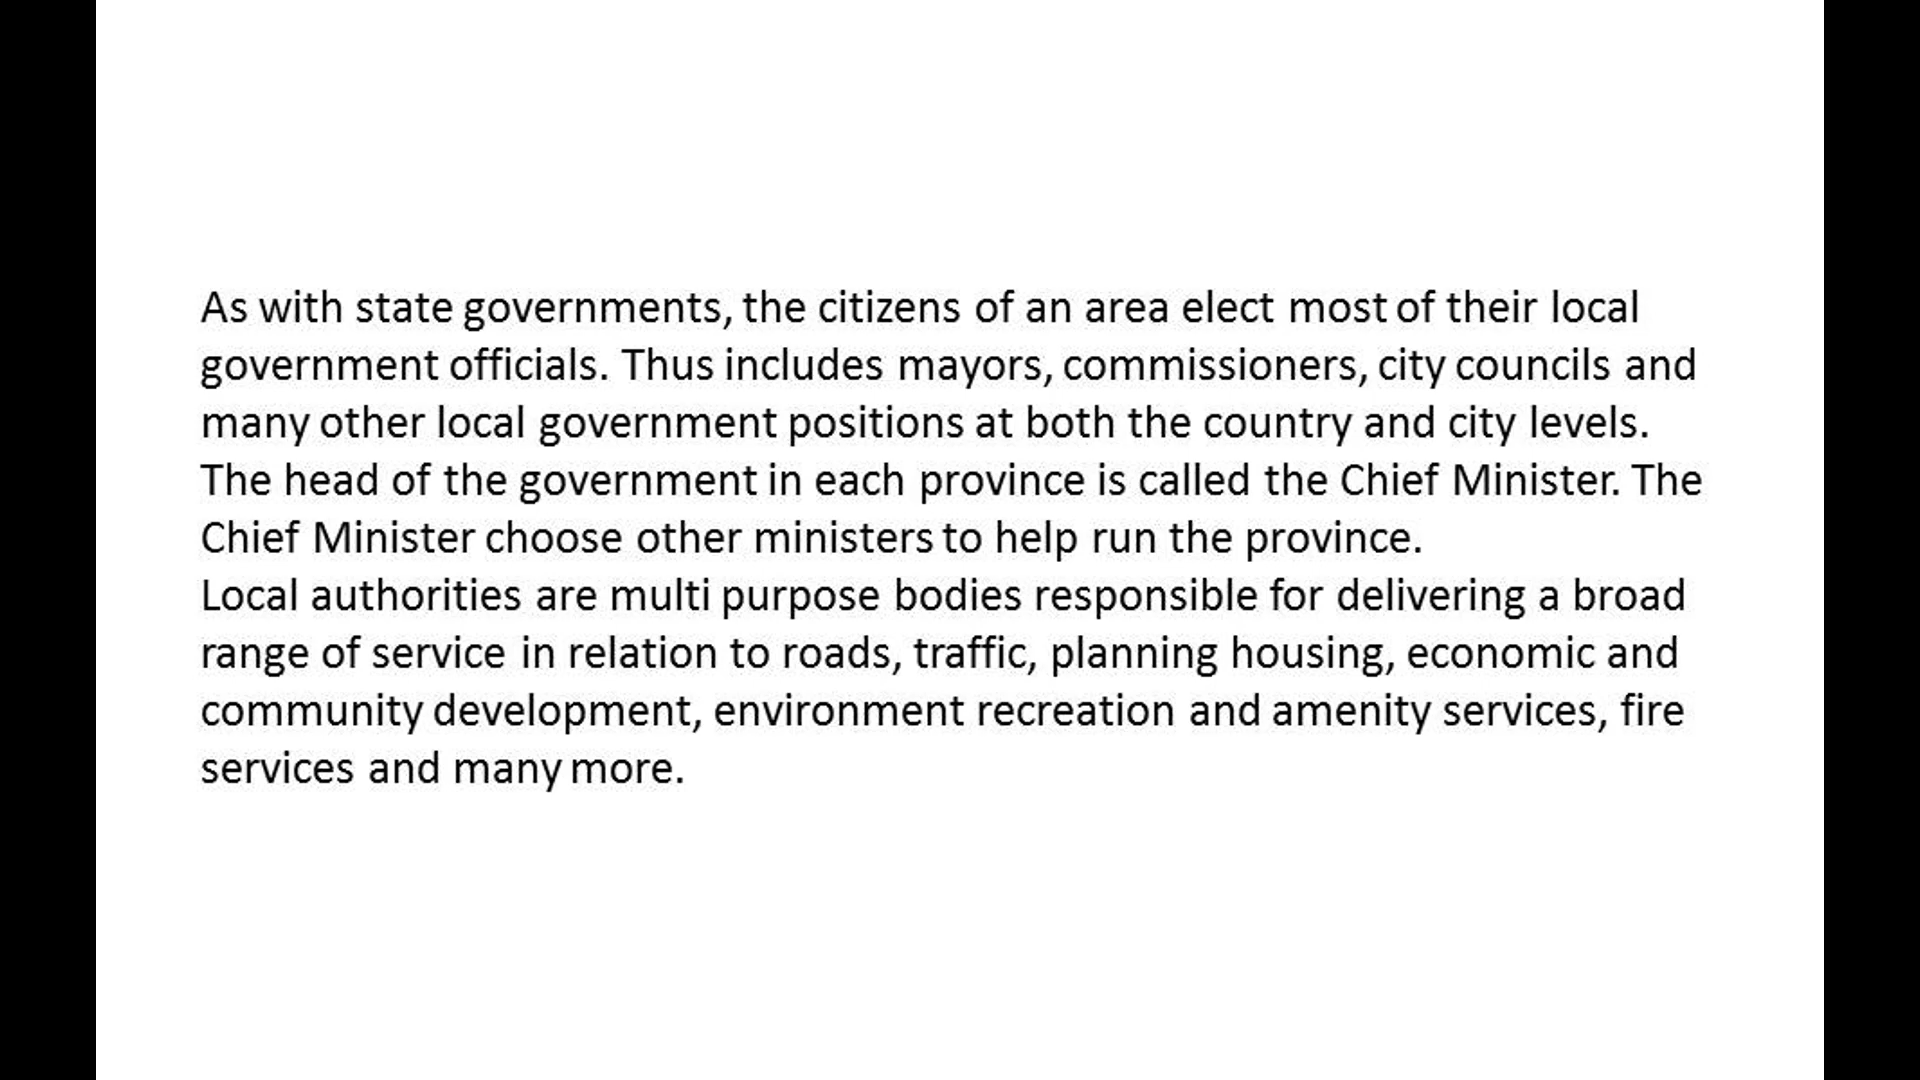 As with state governments, the citizens of an area elect most of their local
government officials. Thus includes mayors, commissioners, city councils and
many other local government positions at both the country and city levels.
The head of the government in each province is called the Chief Minister. The
Chief Minister choose other ministers to help run the province.
Local authorities are multi purpose bodies responsible for delivering a broad
range of service in relation to roads, traffic, planning housing, economic and
community development, environment recreation and amenity services, fire
services and many more.